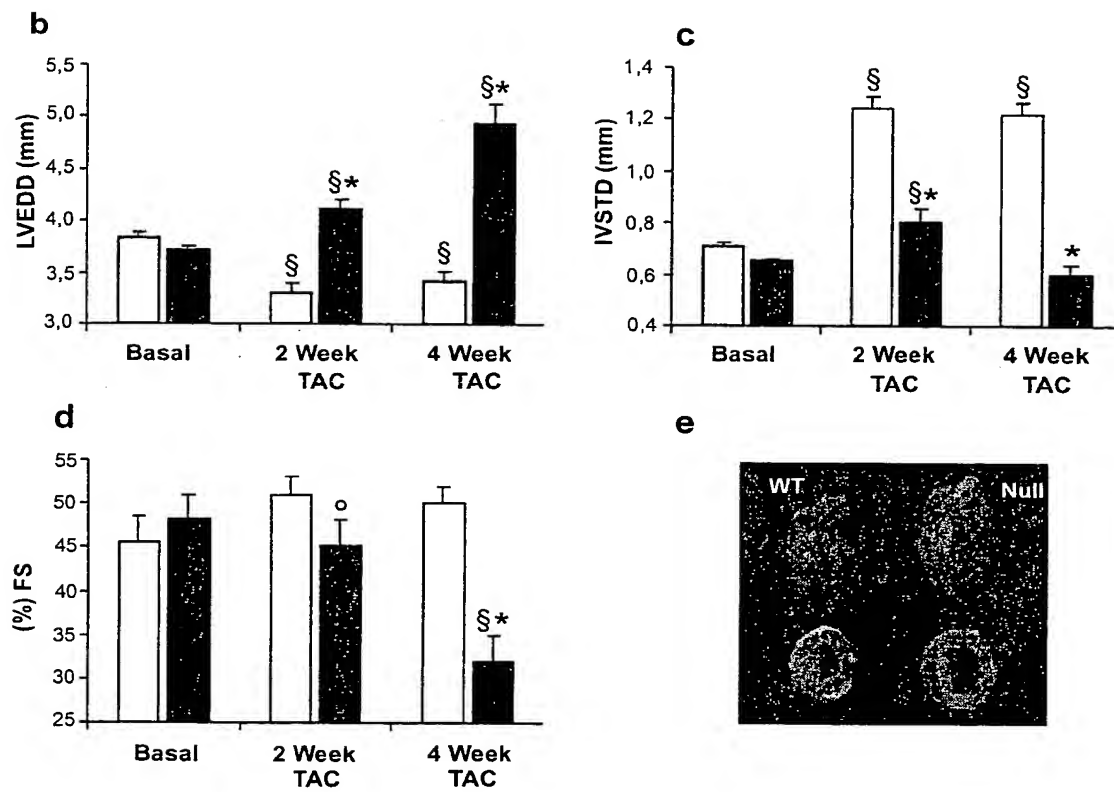 b
5,5
5,0
4,5
4,0
3,5
3,0
LVEDD (mm)
§
§*
§
§*
Basal
2 Week
TAC
4 Week
TAC
c
1,4
1,2
1,0
0,8
0,6
0,4
IVSTD (mm)
§
§*
§
*
Basal
2 Week
TAC
4 Week
TAC
d
55
50
45
40
35
30
25
(%) FS
°
§*
Basal
2 Week
TAC
4 Week
TAC
e
WT
Null